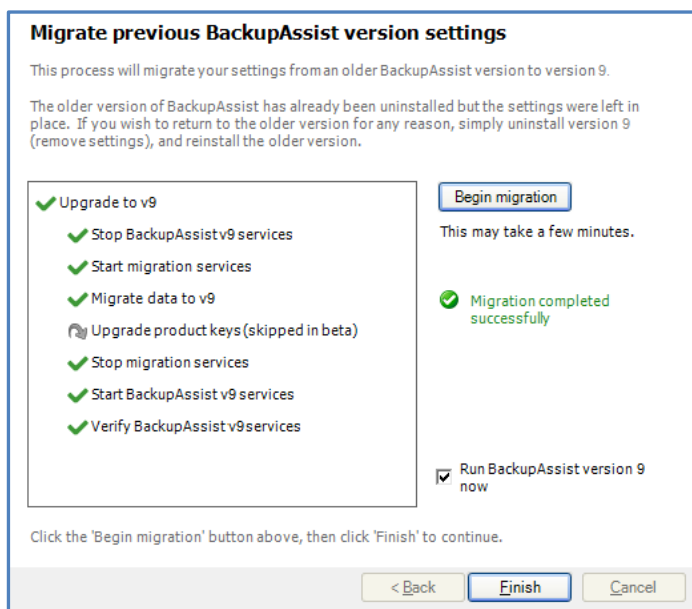 Migrate previous BackupAssist version settings
This process will migrate your settings from an older BackupAssist version to version 9.
The older version of BackupAssist has already been uninstalled but the settings were left in
place. If you wish to return to the older version for any reason, simply uninstall version 9
(remove settings), and reinstall the older version.
Upgrade to v9
Stop BackupAssist v9 services
Start migration services
Migrate data to v9
Upgrade product keys (skipped in beta)
Stop migration services
Start BackupAssist v9 services
Verify BackupAssist v9services
Begin migration
This may take a few minutes.
Migration completed
successfully
Run BackupAssist version 9
now
Click the 'Begin migration' button above, then click 'Finish' to continue.
< Back
Finish
Cancel